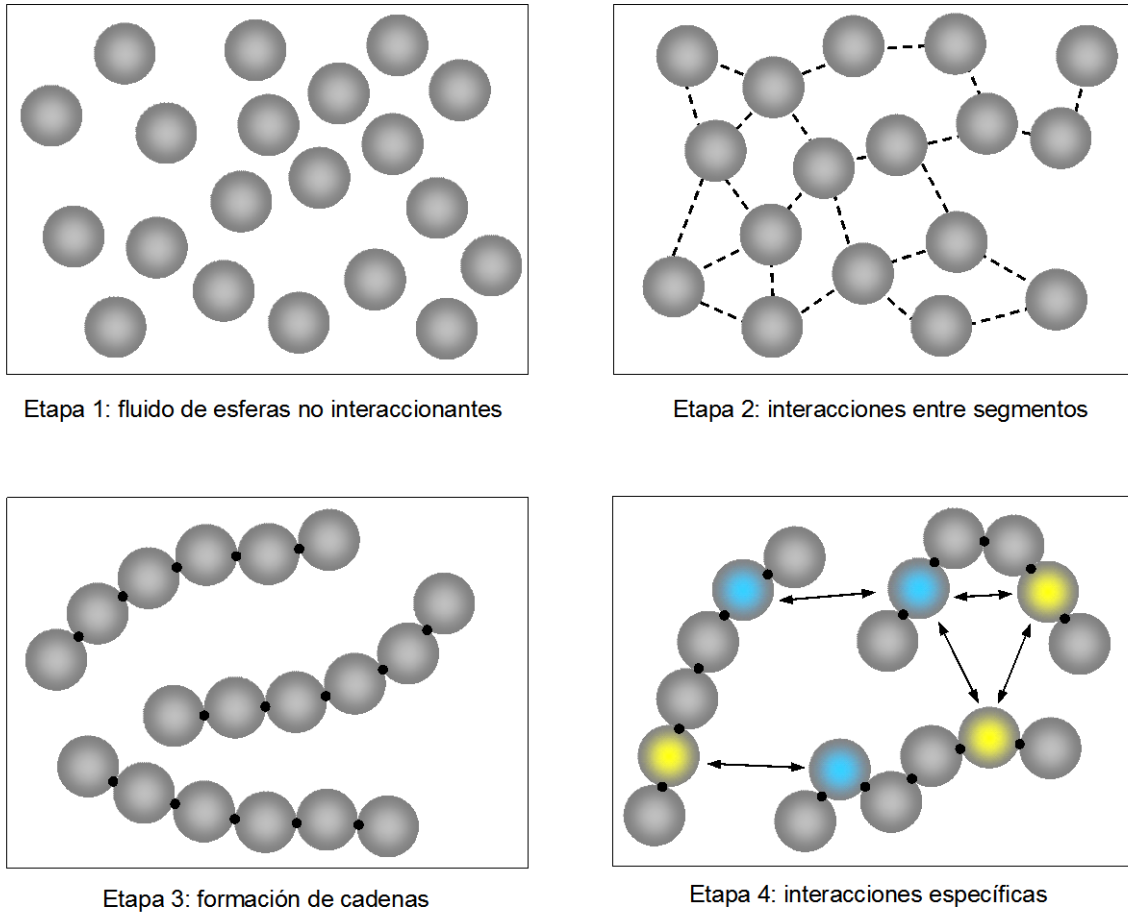 Etapa 1: fluido de esferas no interaccionantes
Etapa 2: interacciones entre segmentos
Etapa 3: formación de cadenas
Etapa 4: interacciones específicas